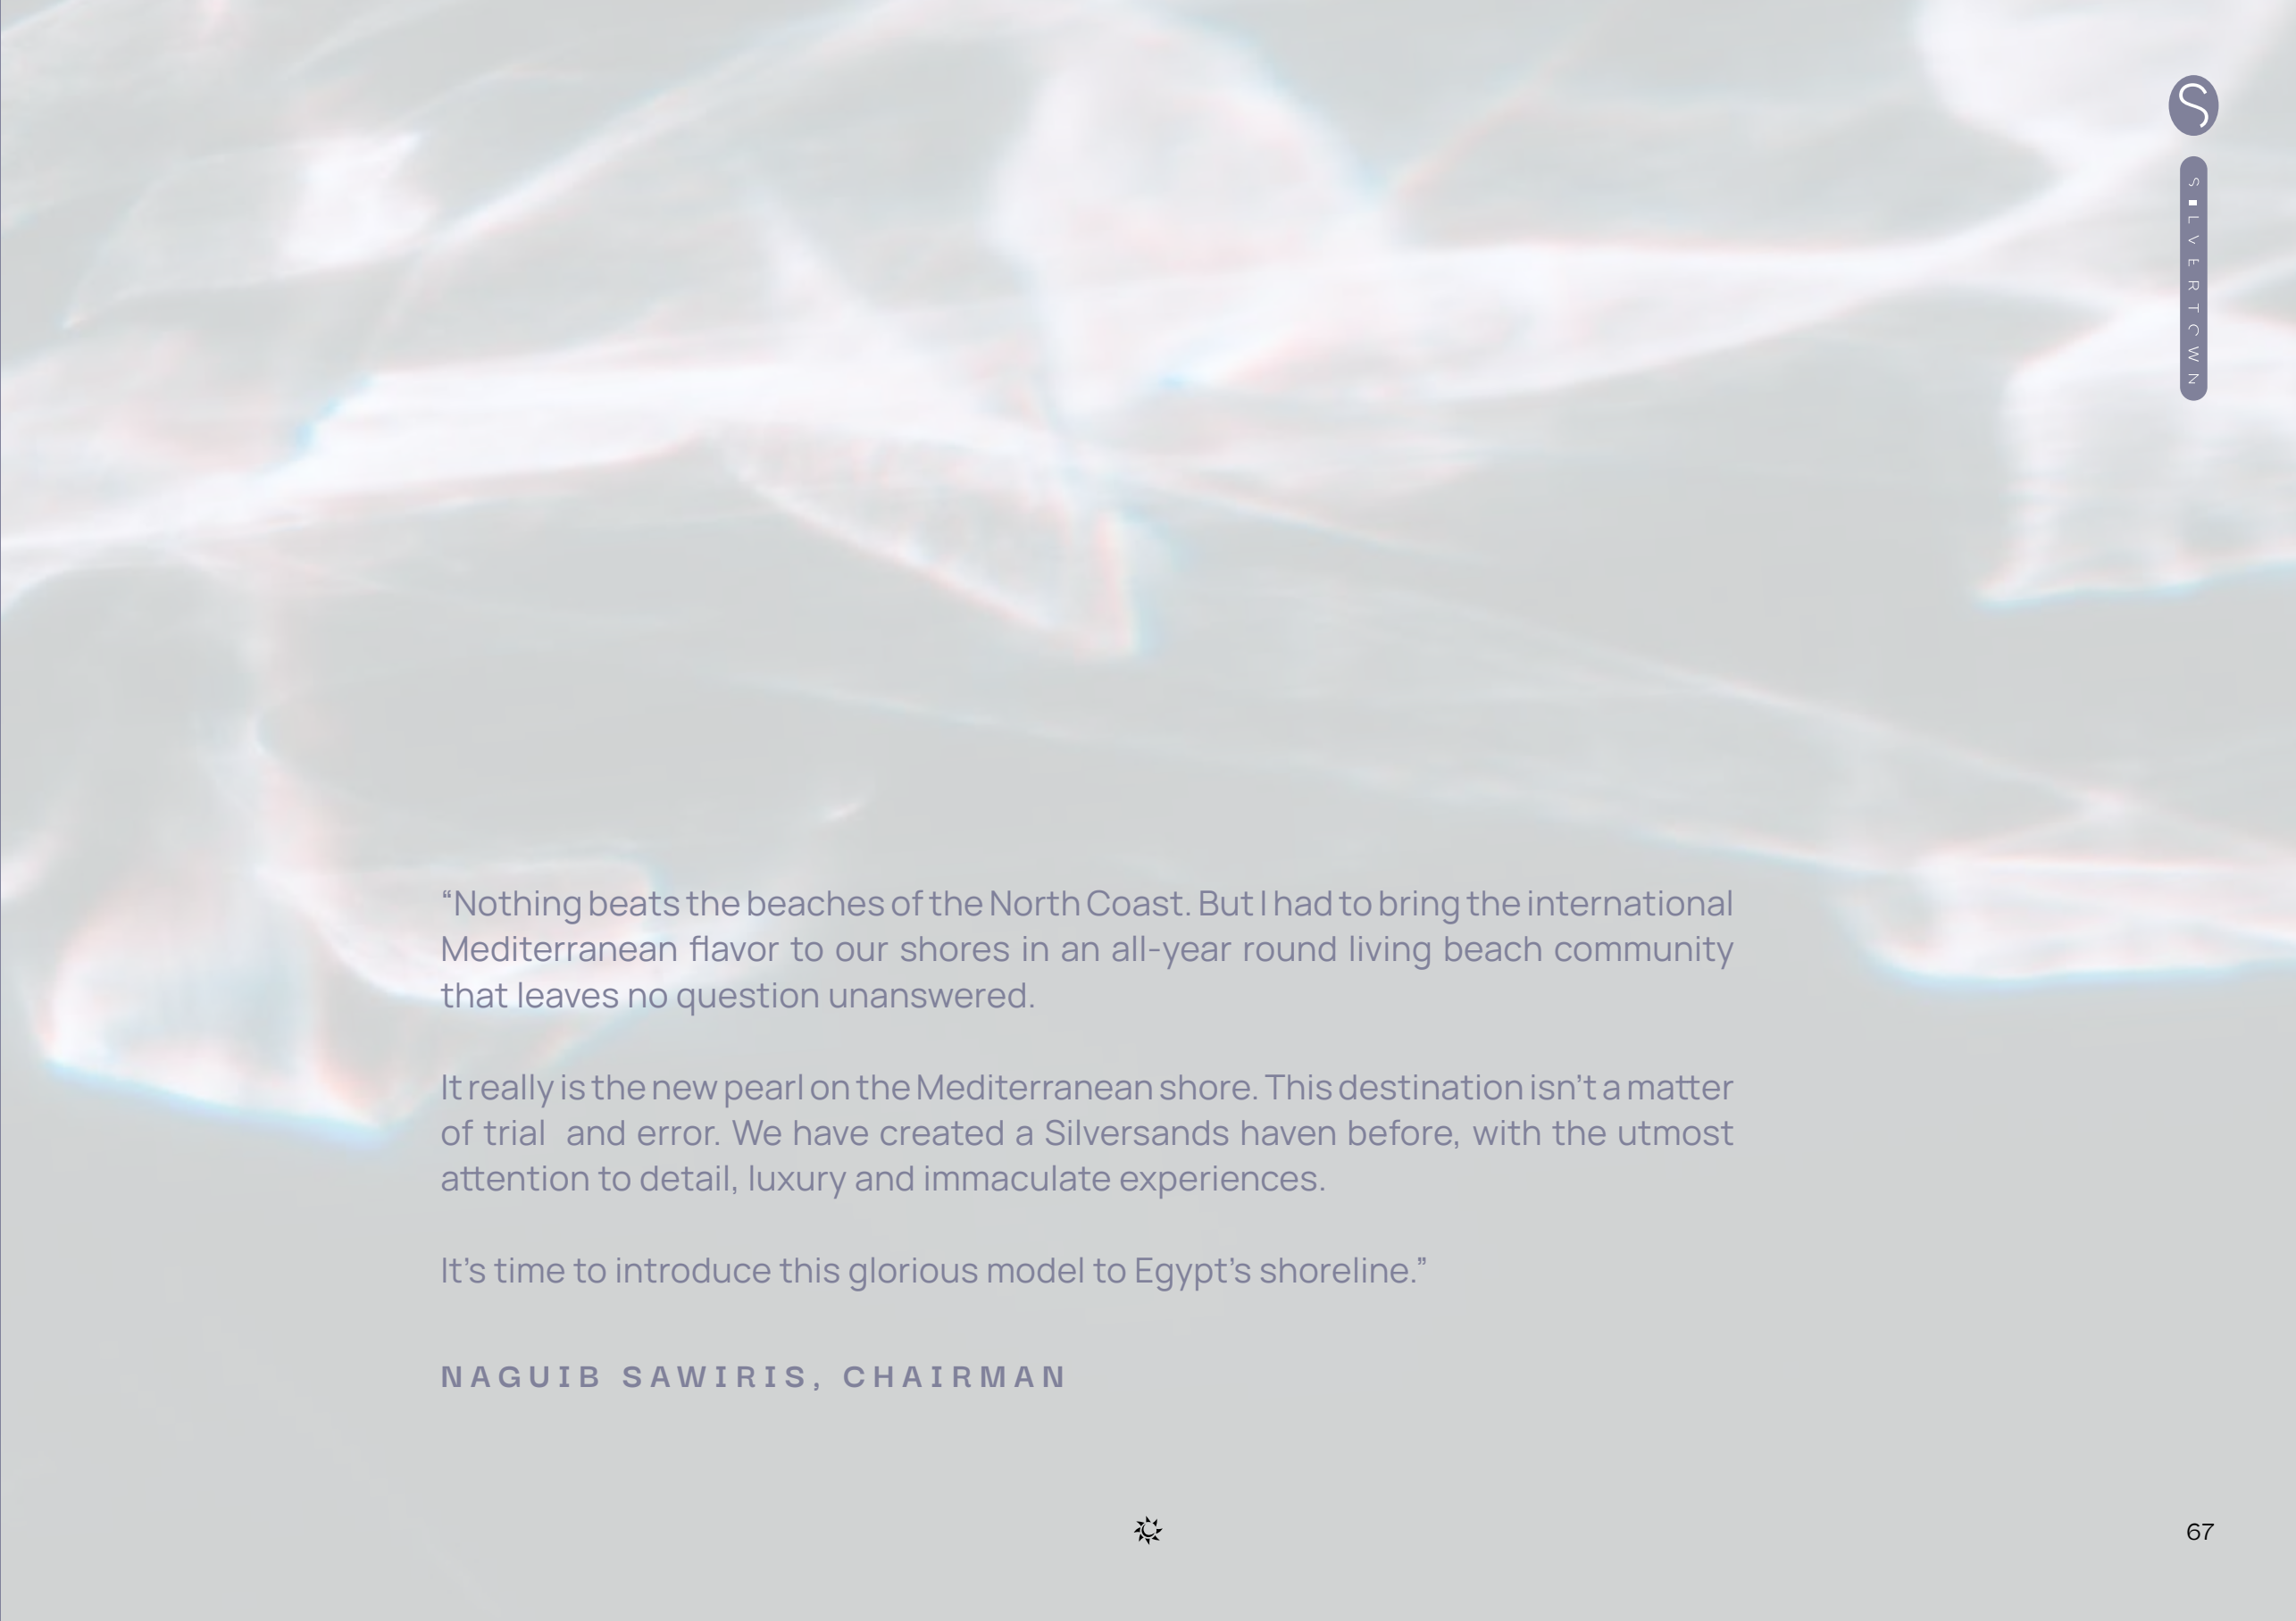 S
SILVERTOWN
“Nothing beats the beaches of the North Coast. But I had to bring the international
Mediterranean flavor to our shores in an all-year round living beach community
that leaves no question unanswered.
It really is the new pearl on the Mediterranean shore. This destination isn’t a matter
of trial  and error. We have created a Silversands haven before, with the utmost
attention to detail, luxury and immaculate experiences.
It’s time to introduce this glorious model to Egypt’s shoreline.”
NAGUIB SAWIRIS, CHAIRMAN
67